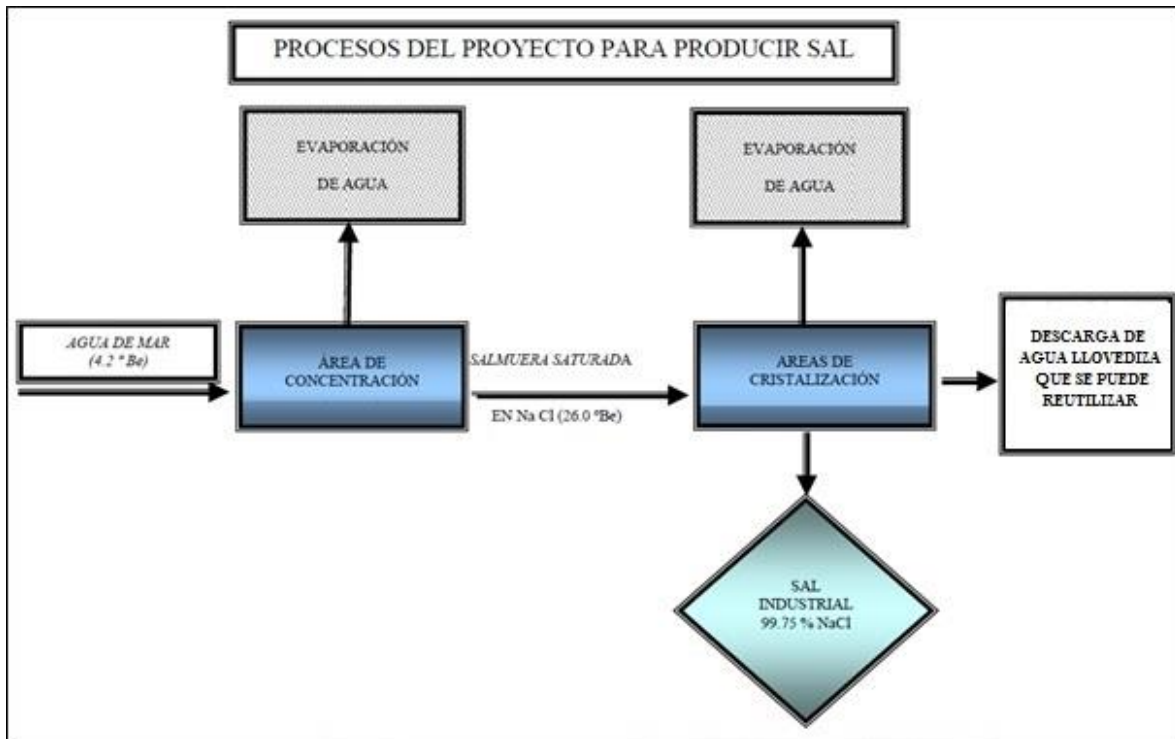 PROCESOS DEL PROYECTO PARA PRODUCIR SAL
EVAPORACIÓN
DE AGUA
EVAPORACIÓN
DE AGUA
AGUA DE MAR
(4.2 º Be)
ÁREA DE
CONCENTRACIÓN
SALMUERA SATURADA
EN Na Cl (26.0 ºBe)
AREAS DE
CRISTALIZACIÓN
DESCARGA DE
AGUA LLOVEDIZA
QUE SE PUEDE
REUTILIZAR
SAL
INDUSTRIAL
99.75 % NaCl